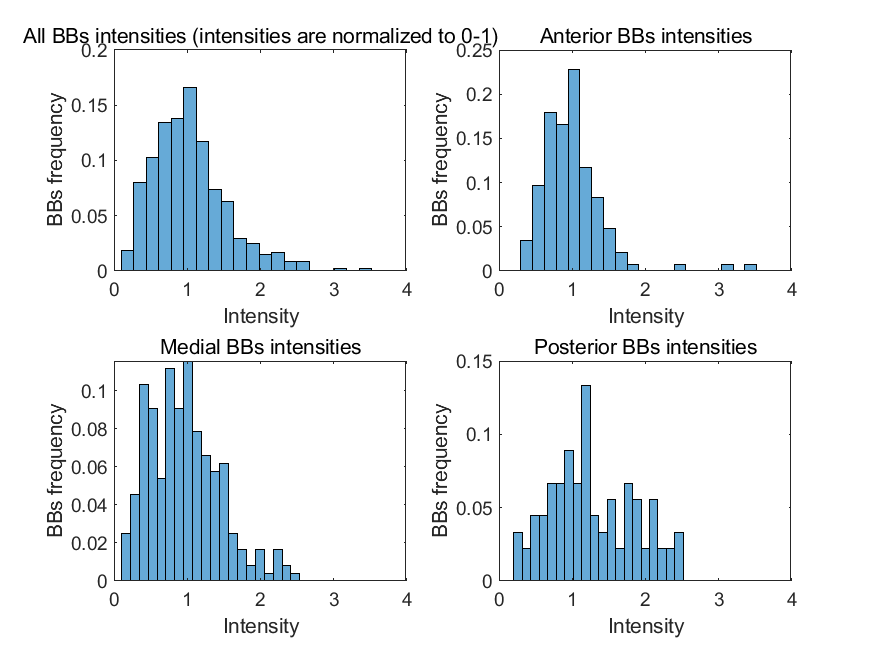 All BBs intensities (intensities are normalized to 0-1)
0.2
0.15
0.1
0.05
0
BBs frequency
0 1 2 3 4
Intensity
Anterior BBs intensities
0.25
0.2
0.15
0.1
0.05
0
BBs frequency
0 1 2 3 4
Intensity
Medial BBs intensities
0.1
0.08
0.06
0.04
0.02
0
BBs frequency
0 1 2 3 4
Intensity
Posterior BBs intensities
0.15
0.1
0.05
0
BBs frequency
0 1 2 3 4
Intensity